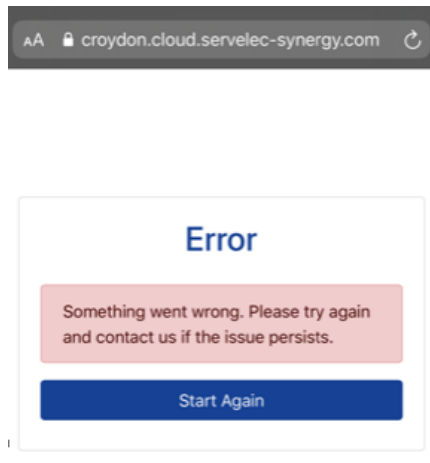 AA croydon.cloud.servelec-synergy.com
Error
Something went wrong. Please try again
and contact us if the issue persists.
Start Again